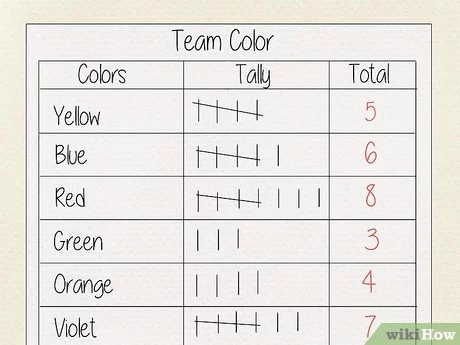 Team Color
Colors Tally Total
Yellow 5
Blue 6
Red 8
Green 3
Orange 4
Violet 7
wikiHow